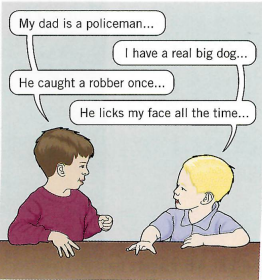 My dad is a policeman...
I have a real big dog...
He caught a robber once...
He licks my face all the time...